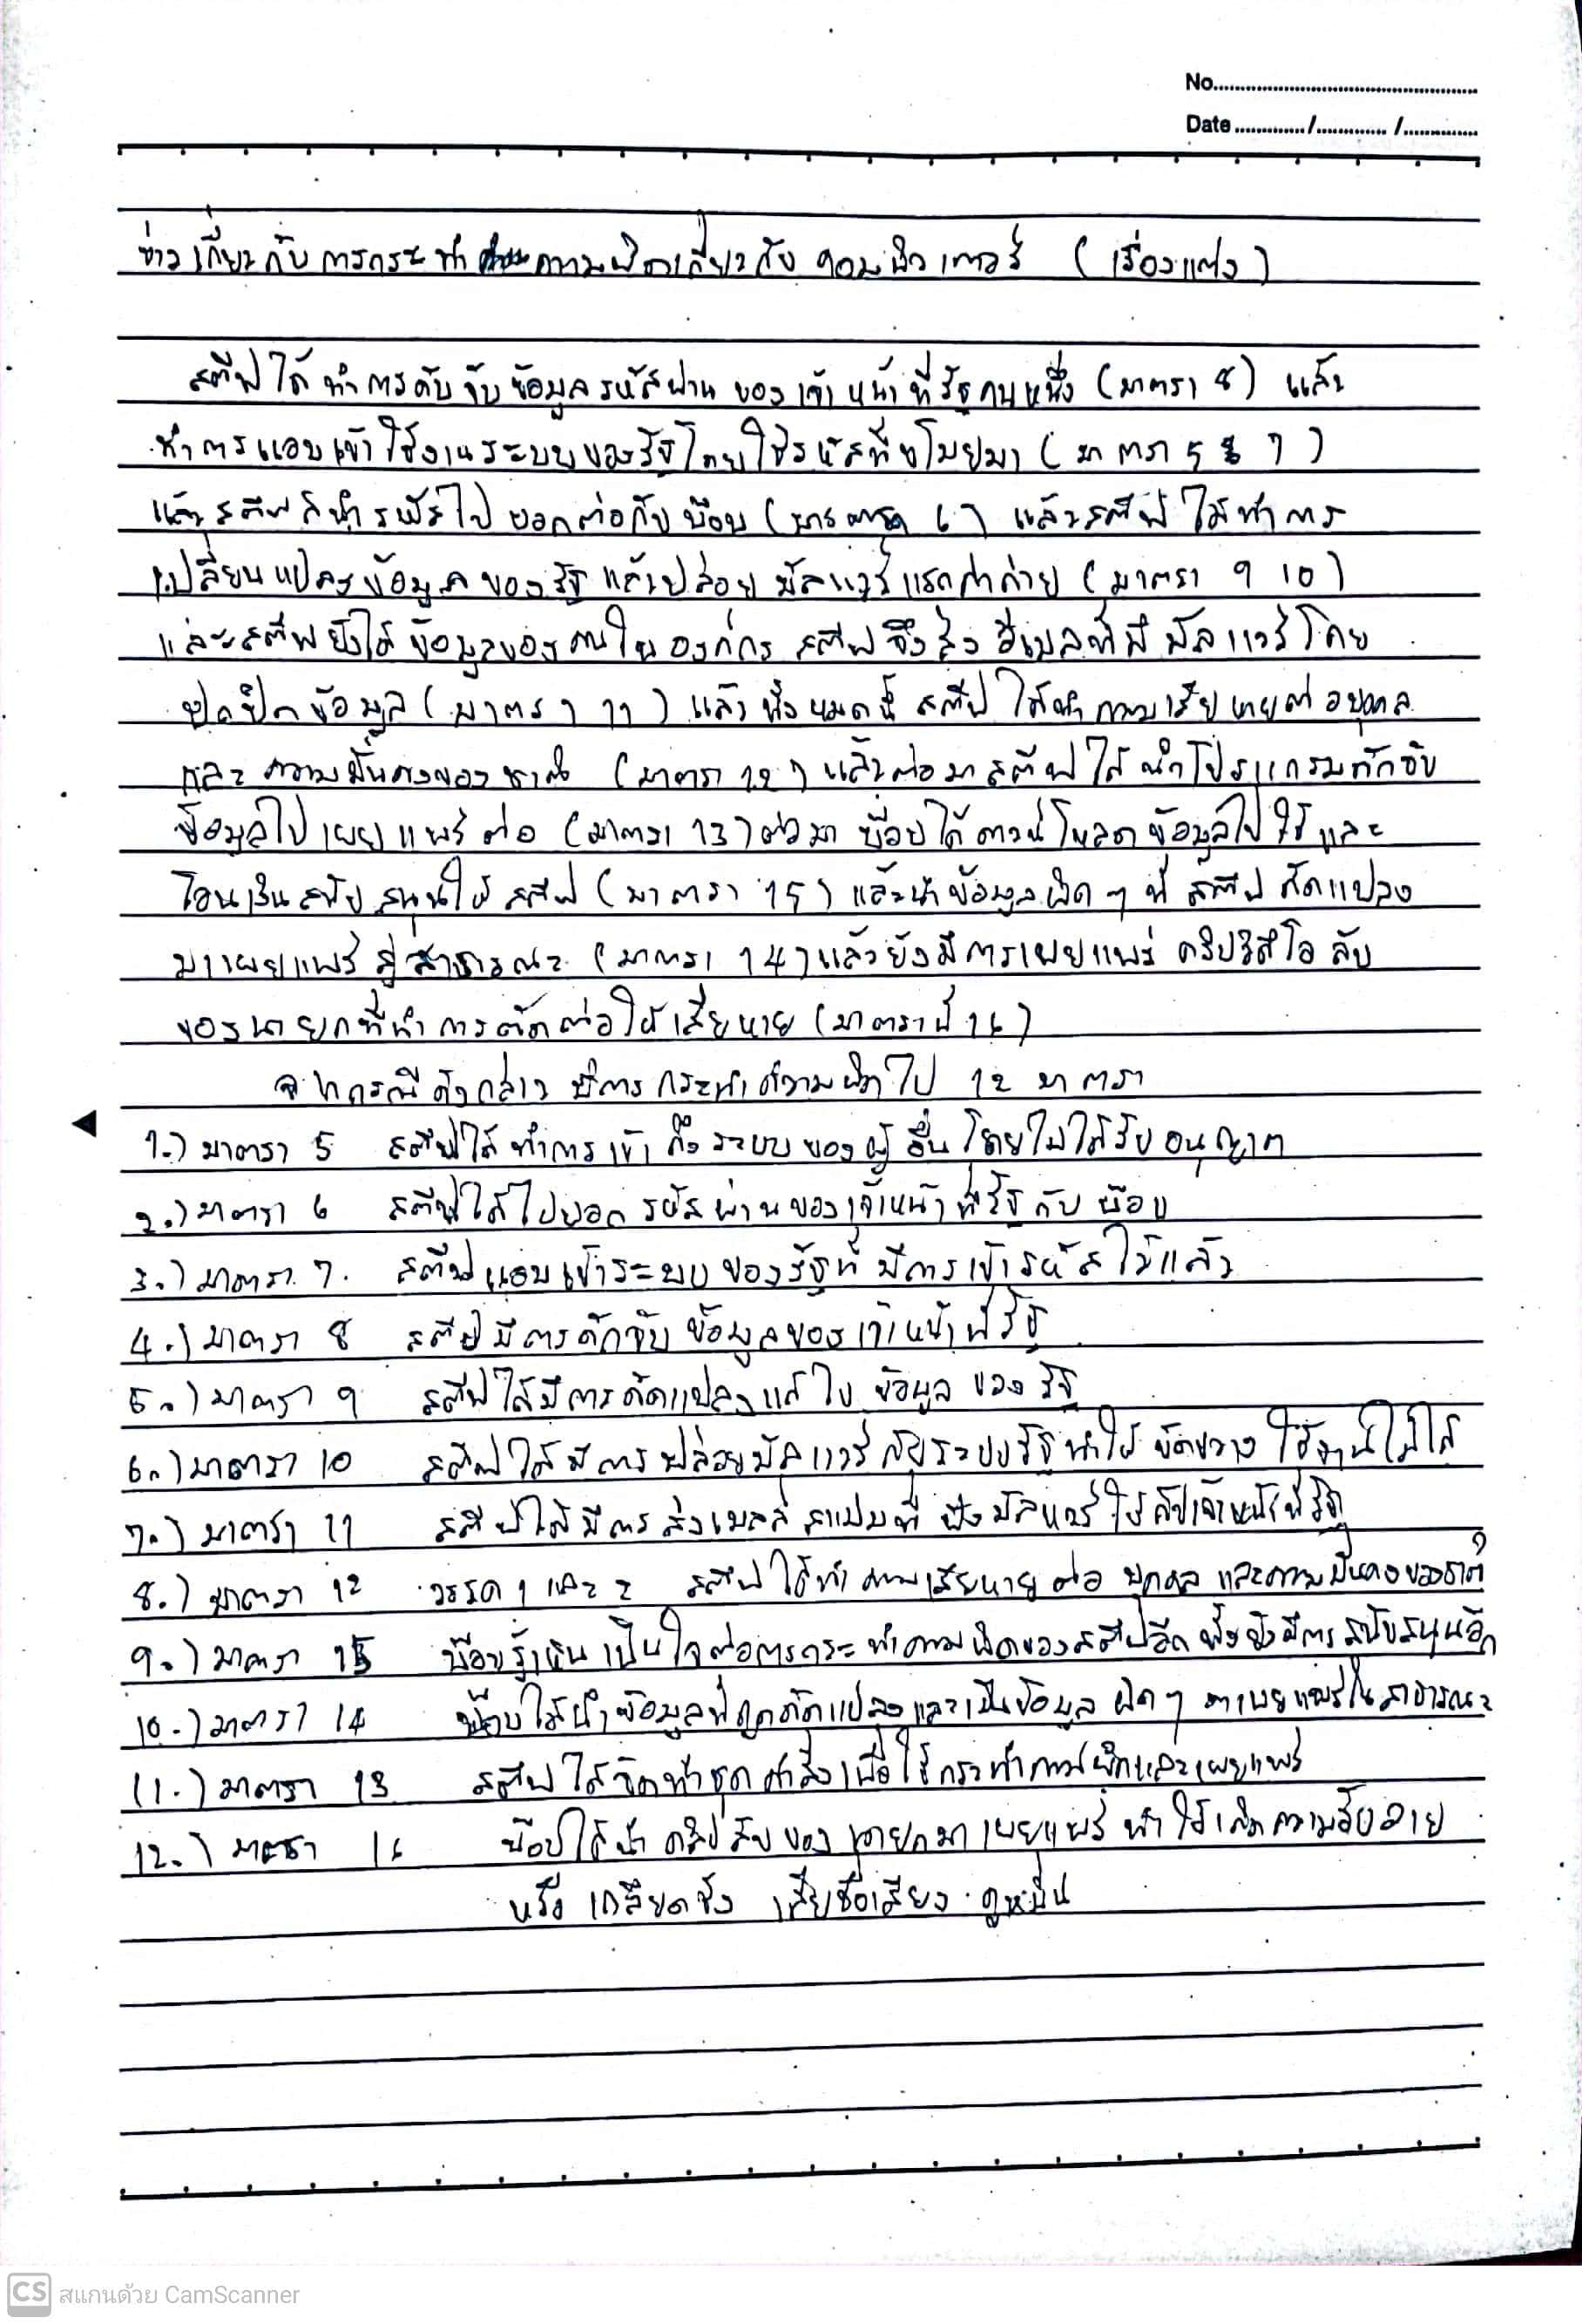 No.
Date ............./............./.............
ข่าวเกี่ยวกับการกระทำความผิดเกี่ยวกับคอมพิวเตอร์ (เรื่องแต่ง)
สตีฟได้ทำการดับจับข้อมูลรหัสผ่านของเจ้าหน้าที่รัฐคนหนึ่ง (มาตรา 8) แล้ว
ทำการแอบเข้าใช้งานระบบของรัฐโดยใช้รหัสที่ขโมยมา (มาตรา 5 7)
แล้วสตีฟก็นำรหัสไปบอกต่อกับบ๊อบ (มาตรา 6) และสตีฟได้ทำการ
เปลี่ยนแปลงข้อมูลของรัฐแล้วปล่อยมัลแวร์แรดค่าถ่าย (มาตรา 9 10)
และสตีฟยังได้ข้อมูลของคนในองค์กร สตีฟจึงส่งอีเมลที่มีมัลแวร์โดย
ปกปิดข้อมูล (มาตรา 11) แล้วทั้งหมดนี้ สตีฟได้ทำความเสียหายต่อบุคคล
และความมั่นคงของชาติ (มาตรา 12) แล้วต่อมาสตีฟได้นำโปรแกรมดักจับ
ข้อมูลไปเผยแพร่ต่อ (มาตรา 13) ต่อมา บ๊อบได้ดาวน์โหลดข้อมูลไปใช้และ
โอนเงินสนับสนุนให้สตีฟ (มาตรา 15) และนำข้อมูลผิดๆ ที่สตีฟดัดแปลง
มาเผยแพร่สู่สาธารณะ (มาตรา 14) แล้วยังมีการเผยแพร่คลิปวิดีโอลับ
ของนายกที่ทำการตัดต่อให้เสียหาย (มาตราที่ 16)
จากกรณีดังกล่าว มีการกระทำความผิดไป 12 มาตรา
1.) มาตรา 5 สตีฟได้ทำการเข้าถึงระบบของผู้อื่นโดยไม่ได้รับอนุญาต
2.) มาตรา 6 สตีฟได้ไปบอกรหัสผ่านของเจ้าหน้าที่รัฐกับบ๊อบ
3.) มาตรา 7. สตีฟแอบเข้าระบบของรัฐที่มีการเข้ารหัสไว้แล้ว
4.) มาตรา 8 สตีฟมีการดักจับข้อมูลของเจ้าหน้าที่รัฐ
5.) มาตรา 9 สตีฟได้มีการดัดแปลงแก้ไขข้อมูลของรัฐ
6.) มาตรา 10 สตีฟได้มีการปล่อยมัลแวร์กับระบบรัฐทำให้ขัดขวางใช้งานไม่ได้
7.) มาตรา 11 สตีฟได้มีการส่งเมลล์สแปมที่ฝังมัลแวร์ให้กับเจ้าหน้าที่รัฐ
8.) มาตรา 12 วรรค 1 และ 2 สตีฟได้ทำความเสียหายต่อบุคคลและความมั่นคงของชาติ
9.) มาตรา 15 บ๊อบรู้เห็นเป็นใจต่อการกระทำความผิดของสตีฟอีกทั้งยังมีการสนับสนุนอีก
10.) มาตรา 14 บ๊อบได้นำข้อมูลที่ถูกดัดแปลงและเป็นข้อมูลผิดๆ มาเผยแพร่ในสาธารณะ
11.) มาตรา 13 สตีฟได้จัดทำชุดคำสั่งเพื่อใช้กระทำความผิดและเผยแพร่
12.) มาตรา 16 บ๊อบได้นำคลิปลับของนายกมาเผยแพร่ทำให้เกิดความอับอาย
หรือเกลียดชัง เสียชื่อเสียง ดูหมิ่น
CS สแกนด้วย CamScanner